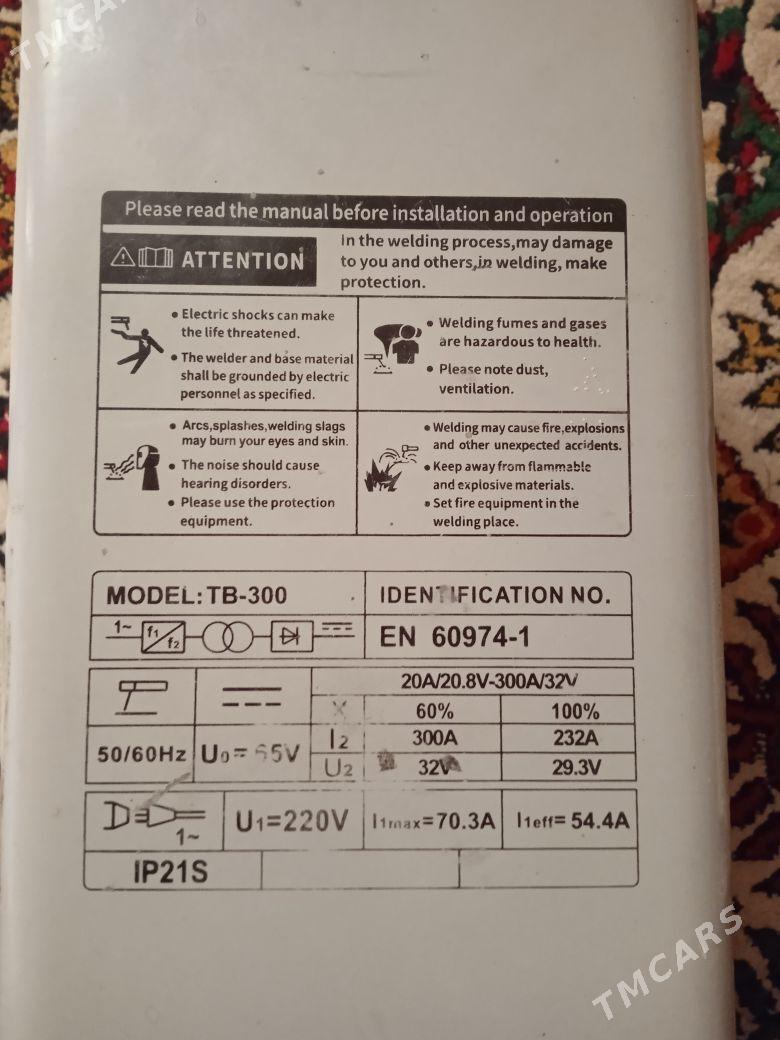 TMCARS
Please read the manual before installation and operation
ATTENTION
In the welding process,may damage
to you and others,in welding, make
protection.
• Electric shocks can make
the life threatened.
• The welder and base material
shall be grounded by electric
personnel as specified.
• Welding fumes and gases
are hazardous to health.
• Please note dust,
ventilation.
• Arcs,splashes,welding slags
may burn your eyes and skin.
• The noise should cause
hearing disorders.
• Please use the protection
equipment.
• Welding may cause fire,explosions
and other unexpected accidents.
• Keep away from flammable
and explosive materials.
• Set fire equipment in the
welding place.
MODEL: TB-300
IDENTIFICATION NO.
1~ f1 f2
EN 60974-1
20A/20.8V-300A/32V
X 60% 100%
50/60Hz U0= 65V
I2 300A 232A
U2 32V 29.3V
1~
U1=220V I1max=70.3A I1eff= 54.4A
IP21S
TMCARS